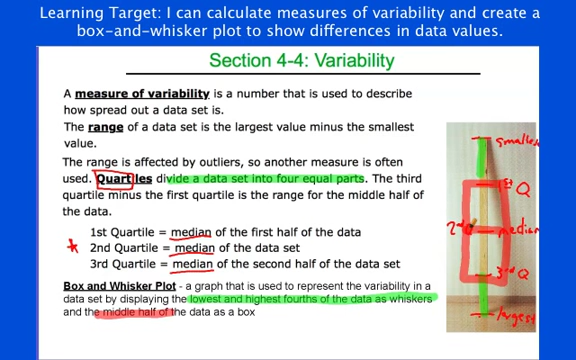 Learning Target: I can calculate measures of variability and create a
box-and-whisker plot to show differences in data values.
Section 4-4: Variability
A measure of variability is a number that is used to describe
how spread out a data set is.
The range of a data set is the largest value minus the smallest
value.
The range is affected by outliers, so another measure is often
used. Quartiles divide a data set into four equal parts. The third
quartile minus the first quartile is the range for the middle half of
the data.
1st Quartile = median of the first half of the data
2nd Quartile = median of the data set
3rd Quartile = median of the second half of the data set
Box and Whisker Plot - a graph that is used to represent the variability in a
data set by displaying the lowest and highest fourths of the data as whiskers
and the middle half of the data as a box
smallest
1st Q
median
3rd Q
largest